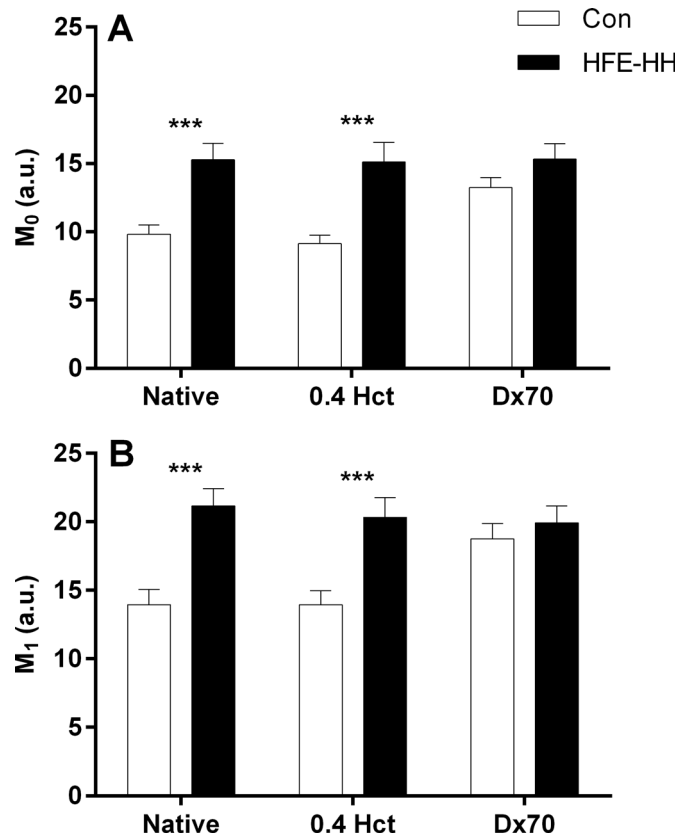 A
Con
HFE-HH
25
20
15
10
5
0
M₀ (a.u.)
***
***
Native
0.4 Hct
Dx70
B
25
20
15
10
5
0
M₁ (a.u.)
***
***
Native
0.4 Hct
Dx70